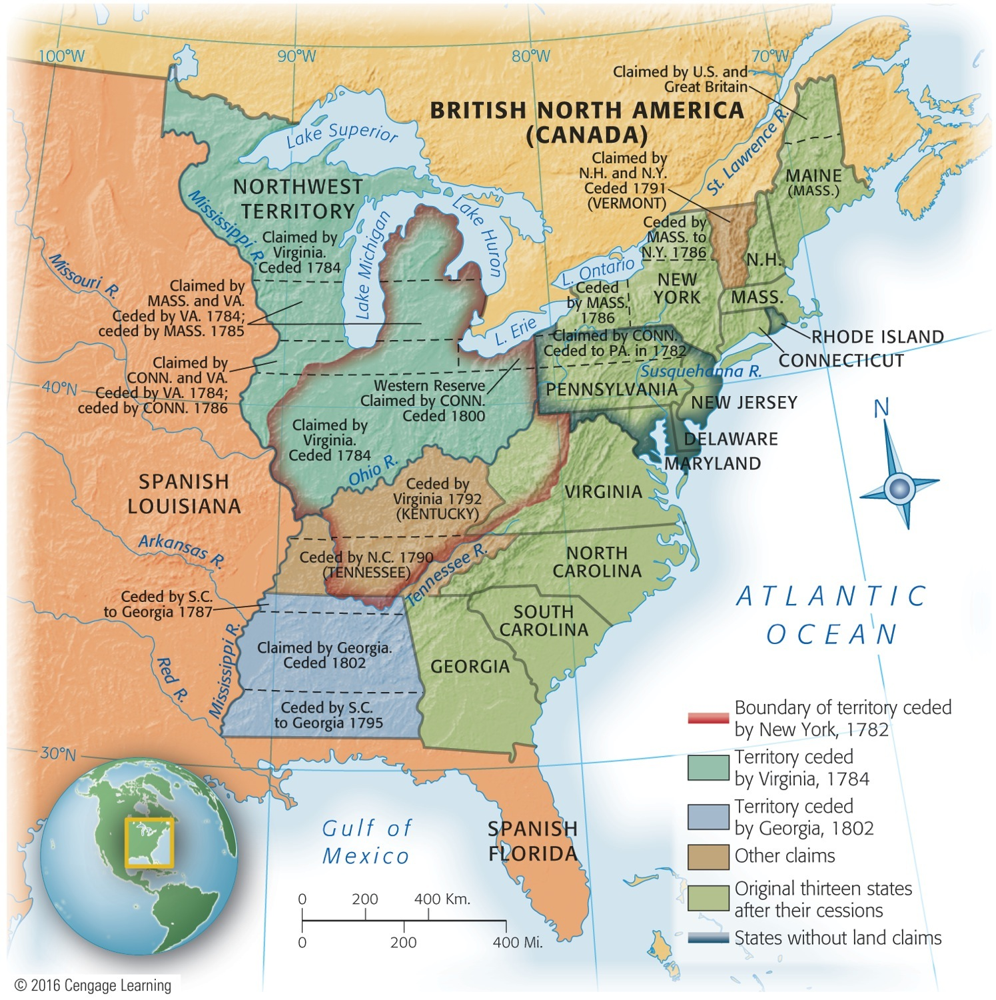 100°W
90°W
80°W
70°W
Claimed by U.S. and
Great Britain
BRITISH NORTH AMERICA
(CANADA)
St. Lawrence R.
Lake Superior
Claimed by
N.H. and N.Y.
Ceded 1791
(VERMONT)
MAINE
(MASS.)
NORTHWEST
TERRITORY
Mississippi R.
Lake Michigan
Lake Huron
Claimed by
Virginia.
Ceded 1784
Ceded by
MASS. to
N.Y. 1786
N.H.
Missouri R.
L. Ontario
NEW
YORK
MASS.
Claimed by
MASS. and VA.
Ceded by VA. 1784;
ceded by MASS. 1785
Ceded
by MASS.
1786
L. Erie
RHODE ISLAND
CONNECTICUT
Claimed by CONN.
Ceded to PA. in 1782
Susquehanna R.
Claimed by
CONN. and VA.
Ceded by VA. 1784;
ceded by CONN. 1786
40°N
Western Reserve
Claimed by CONN.
Ceded 1800
PENNSYLVANIA
NEW JERSEY
N
Claimed by
Virginia.
Ceded 1784
DELAWARE
MARYLAND
Ohio R.
SPANISH
LOUISIANA
Ceded by
Virginia 1792
(KENTUCKY)
VIRGINIA
Arkansas R.
Ceded by N.C. 1790
(TENNESSEE)
Tennessee R.
NORTH
CAROLINA
Ceded by S.C.
to Georgia 1787
SOUTH
CAROLINA
ATLANTIC
OCEAN
Mississippi R.
Red R.
Claimed by Georgia.
Ceded 1802
GEORGIA
Ceded by S.C.
to Georgia 1795
30°N
Gulf of
Mexico
SPANISH
FLORIDA
Boundary of territory ceded
by New York, 1782
Territory ceded
by Virginia, 1784
Territory ceded
by Georgia, 1802
Other claims
Original thirteen states
after their cessions
States without land claims
0 200 400 Km.
0 200 400 Mi.
© 2016 Cengage Learning